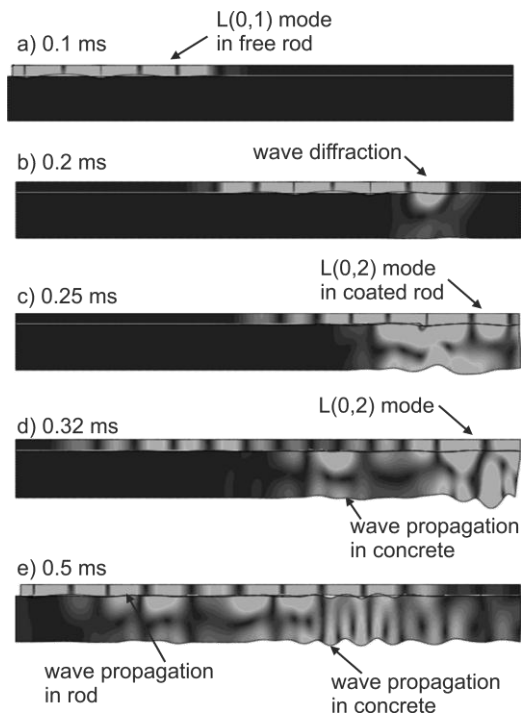 L(0,1) mode
in free rod
a) 0.1 ms
wave diffraction
b) 0.2 ms
L(0,2) mode
in coated rod
c) 0.25 ms
L(0,2) mode
d) 0.32 ms
wave propagation
in concrete
e) 0.5 ms
wave propagation
in rod
wave propagation
in concrete